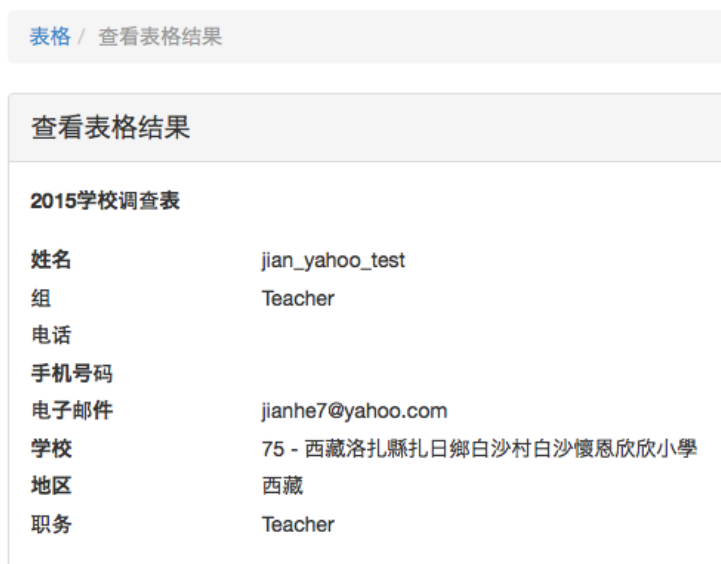 表格 / 查看表格结果
查看表格结果
2015学校调查表
姓名 jian_yahoo_test
组 Teacher
电话
手机号码
电子邮件 jianhe7@yahoo.com
学校 75 - 西藏洛扎縣扎日鄉白沙村白沙懷恩欣欣小學
地区 西藏
职务 Teacher